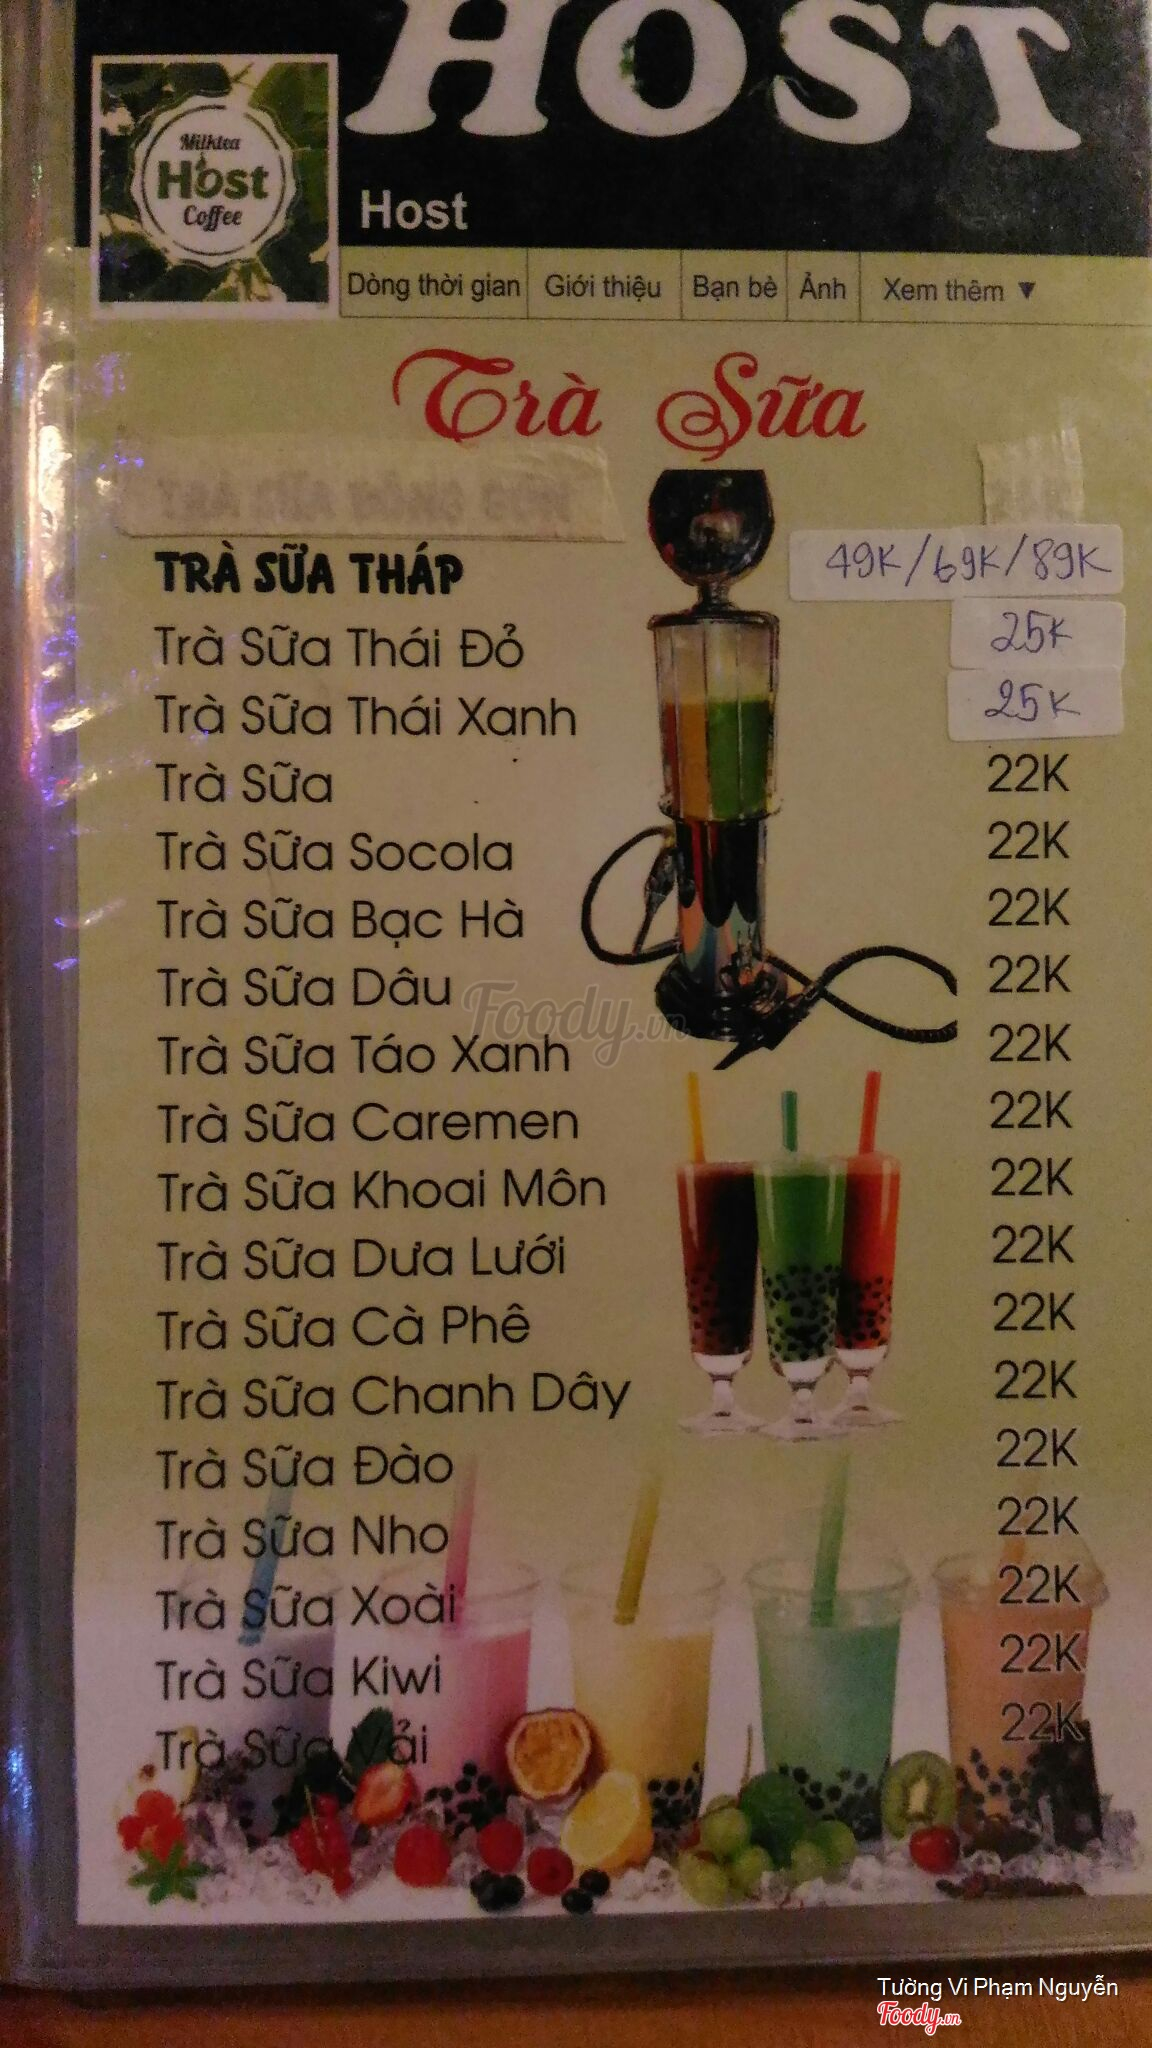 HOST
Milktea
Host
Coffee
Host
Dòng thời gian Giới thiệu Bạn bè Ảnh Xem thêm ▼
Trà Sữa
TRÀ SỮA THÁP 49K/69K/89K
Trà Sữa Thái Đỏ 25K
Trà Sữa Thái Xanh 25K
Trà Sữa 22K
Trà Sữa Socola 22K
Trà Sữa Bạc Hà 22K
Trà Sữa Dâu 22K
Trà Sữa Táo Xanh 22K
Trà Sữa Caremen 22K
Trà Sữa Khoai Môn 22K
Trà Sữa Dưa Lưới 22K
Trà Sữa Cà Phê 22K
Trà Sữa Chanh Dây 22K
Trà Sữa Đào 22K
Trà Sữa Nho 22K
Trà Sữa Xoài 22K
Trà Sữa Kiwi 22K
Trà Sữa Vải 22K
Foody.vn
Tường Vi Phạm Nguyễn
Foody.vn